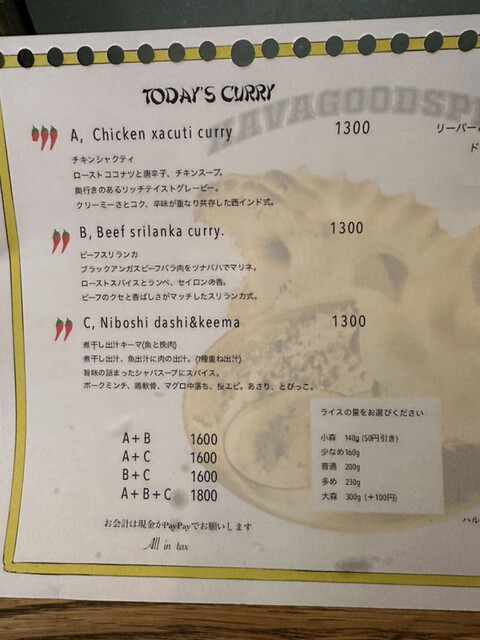 TODAY'S CURRY
HAVAGOODSP
A, Chicken xacuti curry 1300
リーバー
ド
チキンシャクティ
ローストココナツと唐辛子、チキンスープ。
奥行きのあるリッチテイストグレービー。
クリーミーさとコク、辛味が重なり共存した西インド式。
B, Beef srilanka curry. 1300
ビーフスリランカ
ブラックアンガスビーフバラ肉をツナパハでマリネ。
ローストスパイスとランペ、セイロンの香。
ビーフのクセと香ばしさがマッチしたスリランカ式。
C, Niboshi dashi&keema 1300
煮干し出汁キーマ(魚と挽肉)
煮干し出汁、魚出汁に肉の出汁。(7種重ね出汁)
旨味の詰まったシャバスープにスパイス。
ポークミンチ、鶏軟骨、マグロ中落ち、桜エビ。あさり、とびっこ。
ライスの量をお選びください
小森 140g (50円引き)
少なめ 160g
普通 200g
多め 230g
大森 300g (+100円)
A+B 1600
A+C 1600
B+C 1600
A+B+C 1800
お会計は現金かPayPayでお願いします
All in tax
ハル